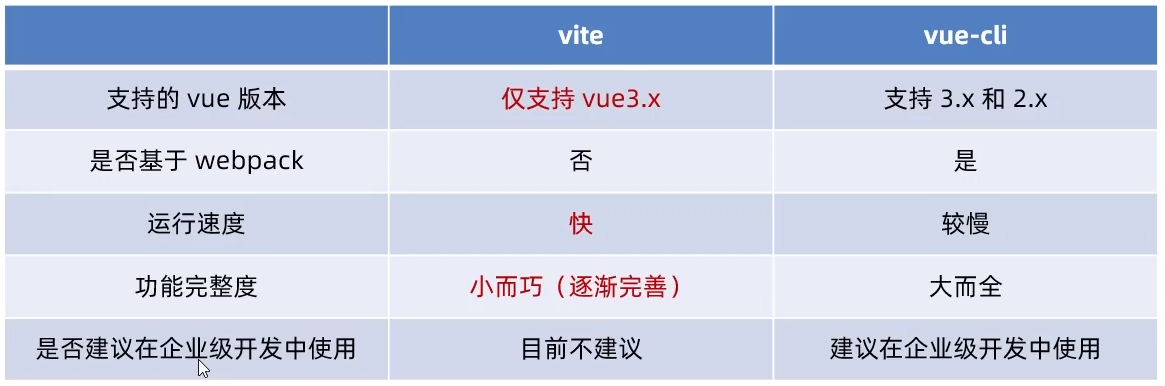 vite vue-cli
支持的 vue 版本 仅支持 vue3.x 支持 3.x 和 2.x
是否基于 webpack 否 是
运行速度 快 较慢
功能完整度 小而巧（逐渐完善） 大而全
是否建议在企业级开发中使用 目前不建议 建议在企业级开发中使用